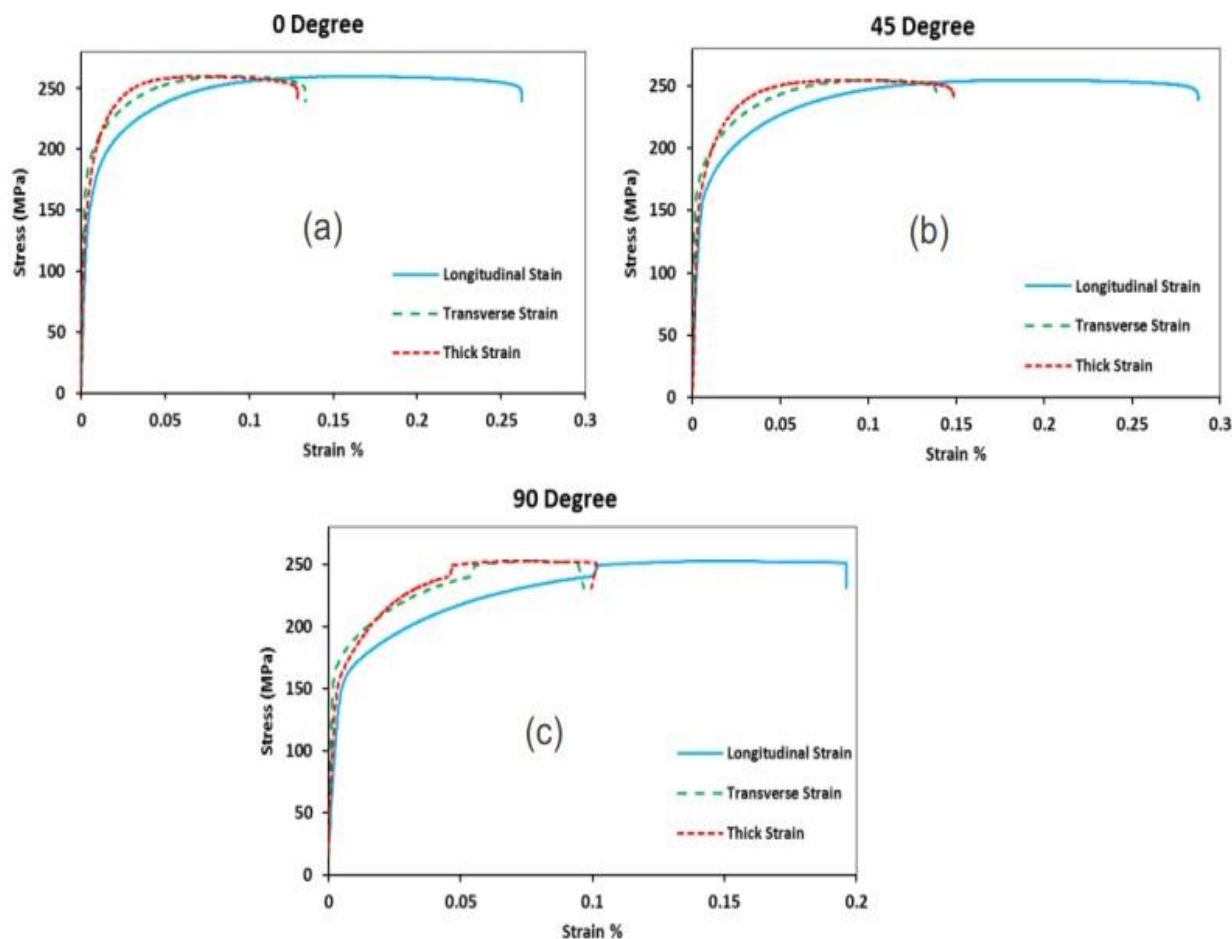 0 Degree
Stress (MPa)
250
200
150
100
50
0
(a)
Longitudinal Stain
Transverse Strain
Thick Strain
0 0.05 0.1 0.15 0.2 0.25 0.3
Strain %
45 Degree
Stress (MPa)
250
200
150
100
50
0
(b)
Longitudinal Strain
Transverse Strain
Thick Strain
0 0.05 0.1 0.15 0.2 0.25 0.3
Strain %
90 Degree
Stress (MPa)
250
200
150
100
50
0
(c)
Longitudinal Strain
Transverse Strain
Thick Strain
0 0.05 0.1 0.15 0.2
Strain %